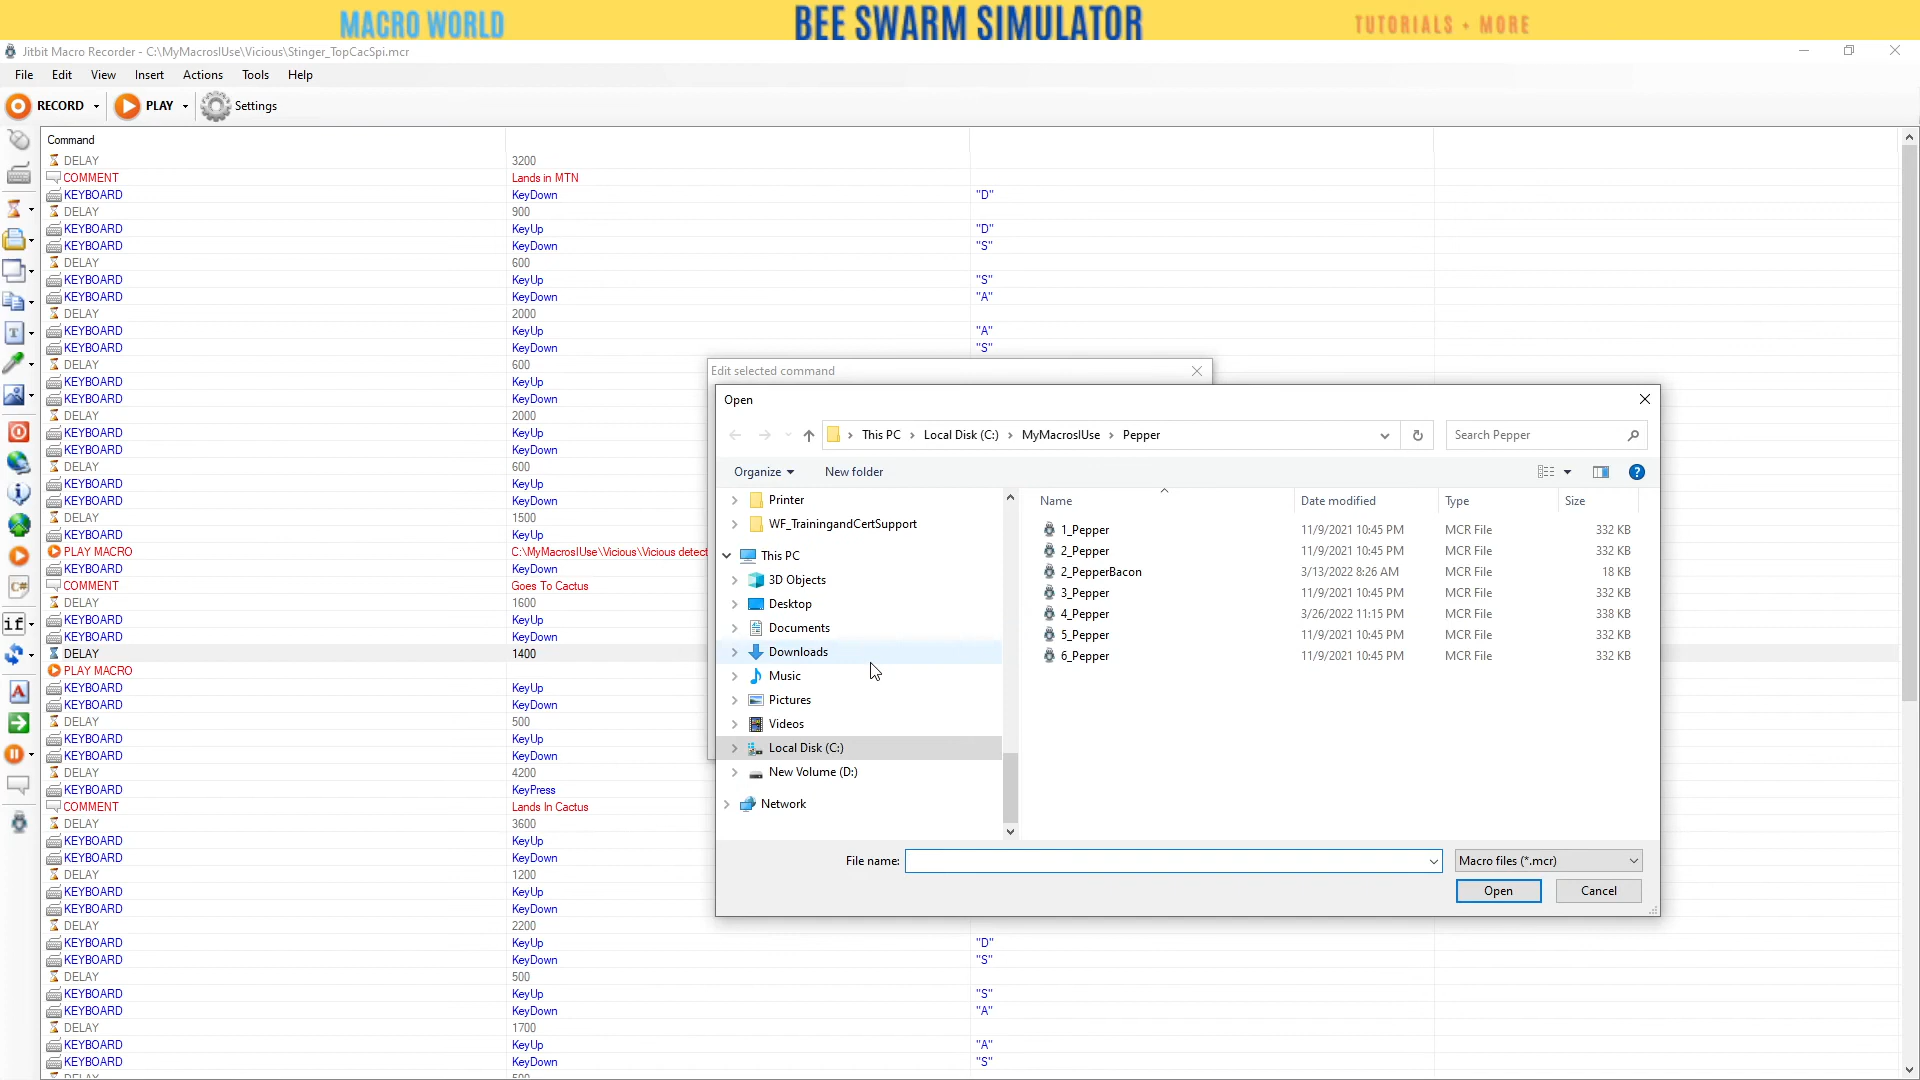 MACRO WORLD BEE SWARM SIMULATOR TUTORIALS + MORE
Jitbit Macro Recorder - C:\MyMacrosIUse\Vicious\Stinger_TopCacSpi.mcr
File Edit View Insert Actions Tools Help
RECORD PLAY Settings
Command
DELAY 3200
COMMENT Lands in MTN
KEYBOARD KeyDown "D"
DELAY 900
KEYBOARD KeyUp "D"
KEYBOARD KeyDown "S"
DELAY 600
KEYBOARD KeyUp "S"
KEYBOARD KeyDown "A"
DELAY 2000
KEYBOARD KeyUp "A"
KEYBOARD KeyDown "S"
DELAY 600
KEYBOARD KeyUp
KEYBOARD KeyDown
DELAY 2000
KEYBOARD KeyUp
KEYBOARD KeyDown
DELAY 600
KEYBOARD KeyUp
KEYBOARD KeyDown
DELAY 1500
KEYBOARD KeyUp
PLAY MACRO C:\MyMacrosIUse\Vicious\Vicious detect
KEYBOARD KeyDown
COMMENT Goes To Cactus
DELAY 1600
KEYBOARD KeyUp
KEYBOARD KeyDown
DELAY 1400
PLAY MACRO
KEYBOARD KeyUp
KEYBOARD KeyDown
DELAY 500
KEYBOARD KeyUp
KEYBOARD KeyDown
DELAY 4200
KEYBOARD KeyPress
COMMENT Lands In Cactus
DELAY 3600
KEYBOARD KeyUp
KEYBOARD KeyDown
DELAY 1200
KEYBOARD KeyUp
KEYBOARD KeyDown
DELAY 2200
KEYBOARD KeyUp "D"
KEYBOARD KeyDown "S"
DELAY 500
KEYBOARD KeyUp "S"
KEYBOARD KeyDown "A"
DELAY 1700
KEYBOARD KeyUp "A"
KEYBOARD KeyDown "S"
DELAY 500
Edit selected command
Open
This PC Local Disk (C:) MyMacrosIUse Pepper
Search Pepper
Organize New folder
Printer
WF_TrainingandCertSupport
This PC
3D Objects
Desktop
Documents
Downloads
Music
Pictures
Videos
Local Disk (C:)
New Volume (D:)
Network
Name Date modified Type Size
1_Pepper 11/9/2021 10:45 PM MCR File 332 KB
2_Pepper 11/9/2021 10:45 PM MCR File 332 KB
2_PepperBacon 3/13/2022 8:26 AM MCR File 18 KB
3_Pepper 11/9/2021 10:45 PM MCR File 332 KB
4_Pepper 3/26/2022 11:15 PM MCR File 338 KB
5_Pepper 11/9/2021 10:45 PM MCR File 332 KB
6_Pepper 11/9/2021 10:45 PM MCR File 332 KB
File name: Macro files (*.mcr)
Open Cancel
if
C#
T
A